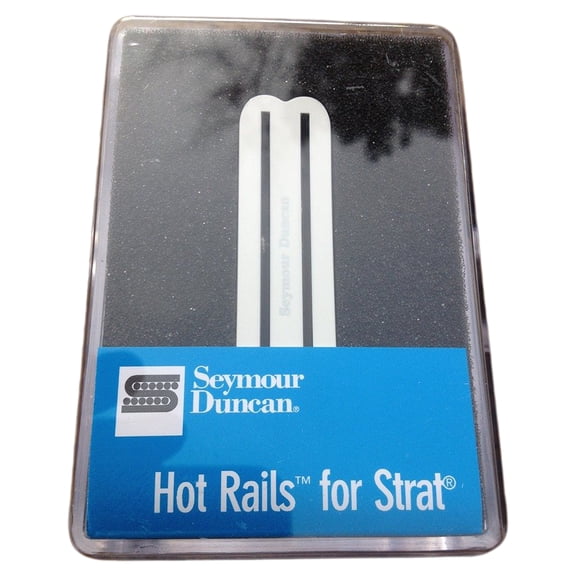 Seymour Duncan
Seymour
Duncan®
Hot Rails™ for Strat®